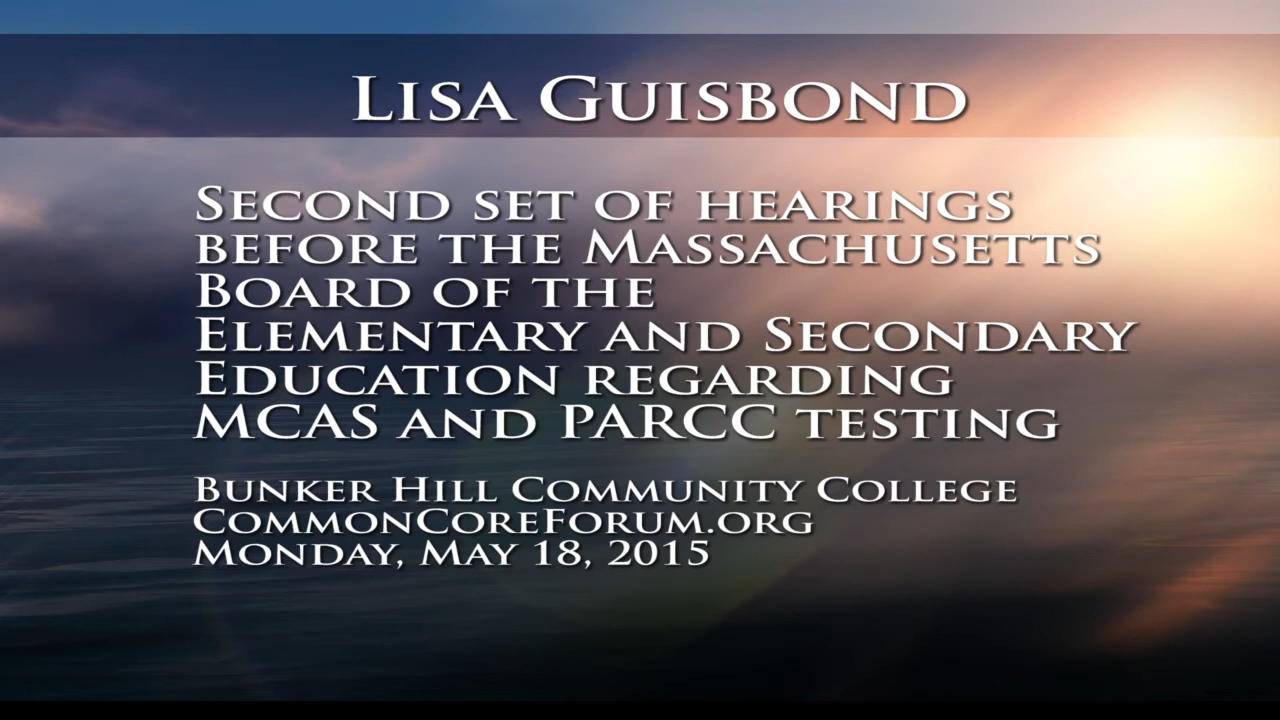 Lisa Guisbond
Second set of hearings
before the Massachusetts
Board of the
Elementary and Secondary
Education regarding
MCAS and PARCC testing
Bunker Hill Community College
CommonCoreForum.org
Monday, May 18, 2015